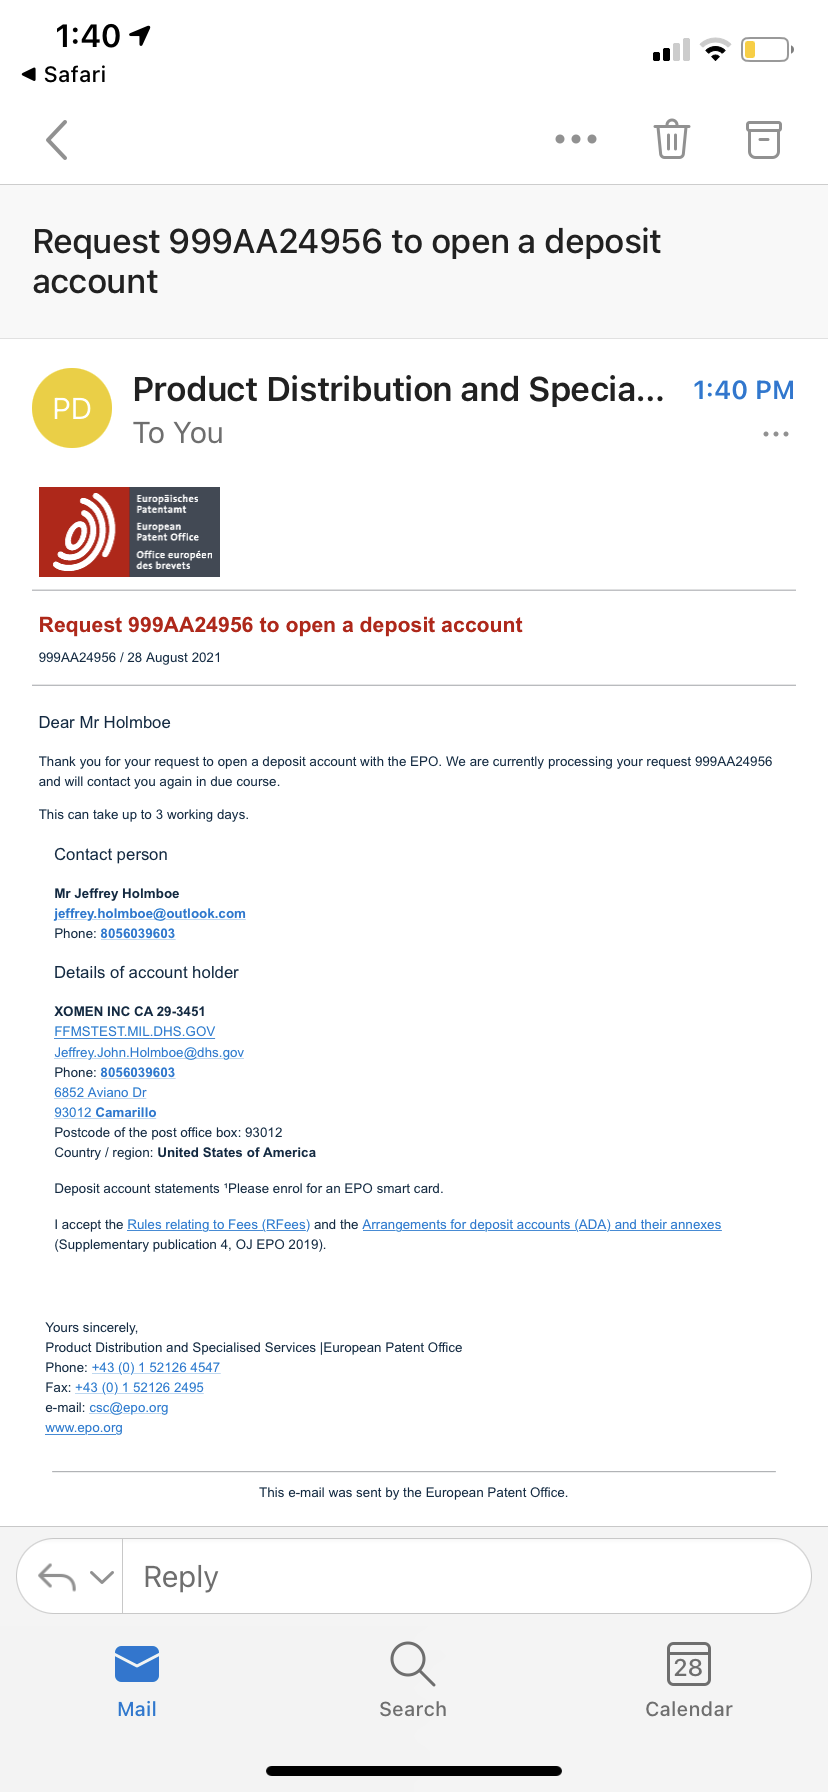 1:40
Safari
Request 999AA24956 to open a deposit
account
PD
Product Distribution and Specia...
1:40 PM
To You
Europäisches
Patentamt
European
Patent Office
Office européen
des brevets
Request 999AA24956 to open a deposit account
999AA24956 / 28 August 2021
Dear Mr Holmboe
Thank you for your request to open a deposit account with the EPO. We are currently processing your request 999AA24956
and will contact you again in due course.
This can take up to 3 working days.
Contact person
Mr Jeffrey Holmboe
jeffrey.holmboe@outlook.com
Phone: 8056039603
Details of account holder
XOMEN INC CA 29-3451
FFMSTEST.MIL.DHS.GOV
Jeffrey.John.Holmboe@dhs.gov
Phone: 8056039603
6852 Aviano Dr
93012 Camarillo
Postcode of the post office box: 93012
Country / region: United States of America
Deposit account statements ¹Please enrol for an EPO smart card.
I accept the Rules relating to Fees (RFees) and the Arrangements for deposit accounts (ADA) and their annexes
(Supplementary publication 4, OJ EPO 2019).
Yours sincerely,
Product Distribution and Specialised Services |European Patent Office
Phone: +43 (0) 1 52126 4547
Fax: +43 (0) 1 52126 2495
e-mail: csc@epo.org
www.epo.org
This e-mail was sent by the European Patent Office.
Reply
28
Mail
Search
Calendar